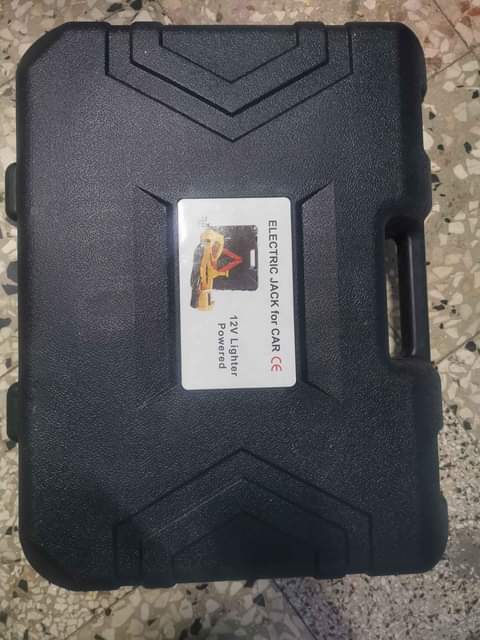 ELECTRIC JACK for CAR CE
12V Lighter
Powered